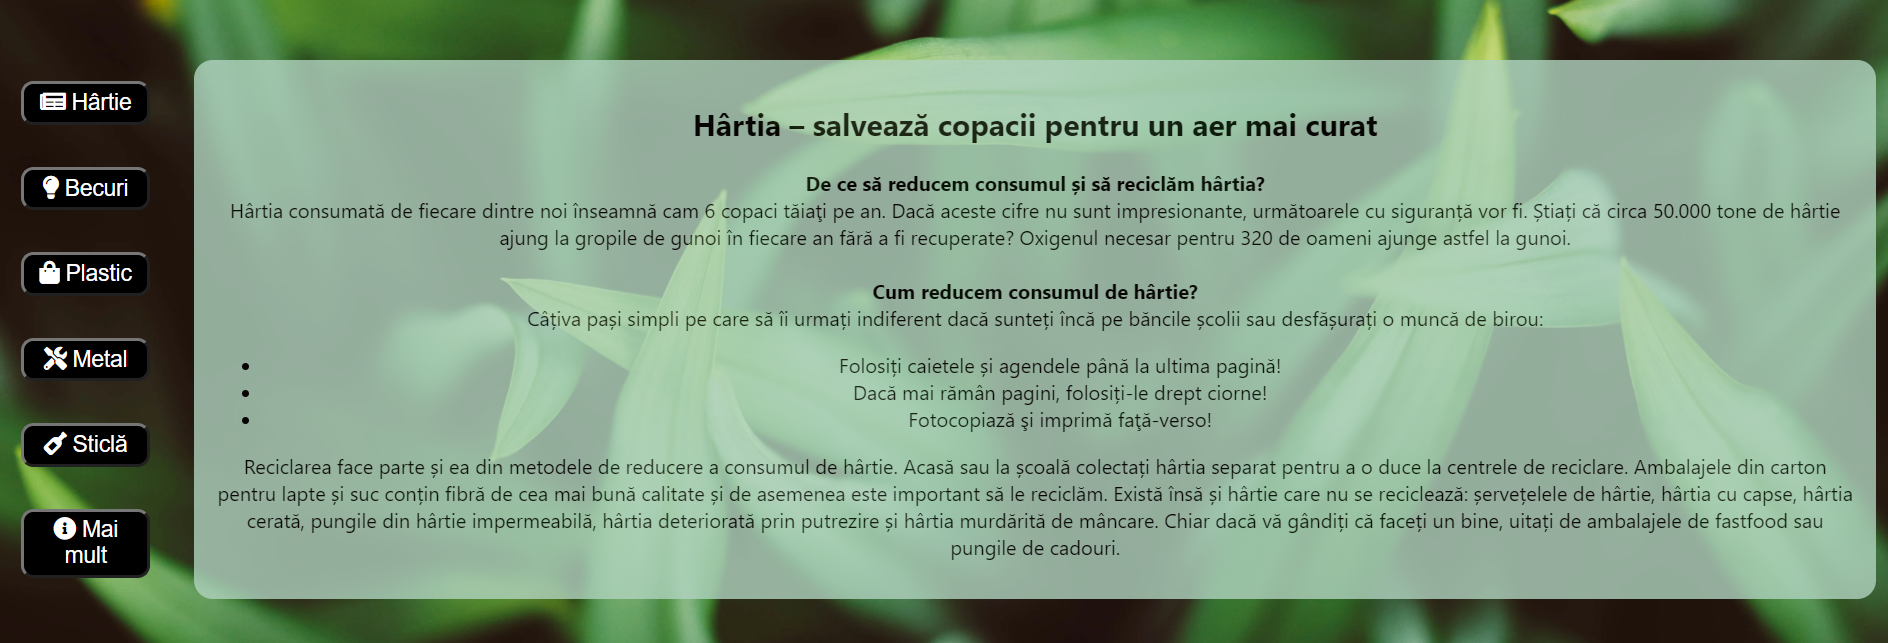 Hârtie
Becuri
Plastic
Metal
Sticlă
Mai
mult
Hârtia – salvează copacii pentru un aer mai curat
De ce să reducem consumul și să reciclăm hârtia?
Hârtia consumată de fiecare dintre noi înseamnă cam 6 copaci tăiaţi pe an. Dacă aceste cifre nu sunt impresionante, următoarele cu siguranță vor fi. Știați că circa 50.000 tone de hârtie
ajung la gropile de gunoi în fiecare an fără a fi recuperate? Oxigenul necesar pentru 320 de oameni ajunge astfel la gunoi.
Cum reducem consumul de hârtie?
Câțiva pași simpli pe care să îi urmați indiferent dacă sunteți încă pe băncile școlii sau desfășurați o muncă de birou:
• Folosiți caietele și agendele până la ultima pagină!
• Dacă mai rămân pagini, folosiți-le drept ciorne!
• Fotocopiază şi imprimă faţă-verso!
Reciclarea face parte și ea din metodele de reducere a consumul de hârtie. Acasă sau la școală colectați hârtia separat pentru a o duce la centrele de reciclare. Ambalajele din carton
pentru lapte și suc conțin fibră de cea mai bună calitate și de asemenea este important să le reciclăm. Există însă și hârtie care nu se reciclează: șervețelele de hârtie, hârtia cu capse, hârtia
cerată, pungile din hârtie impermeabilă, hârtia deteriorată prin putrezire și hârtia murdărită de mâncare. Chiar dacă vă gândiți că faceți un bine, uitați de ambalajele de fastfood sau
pungile de cadouri.